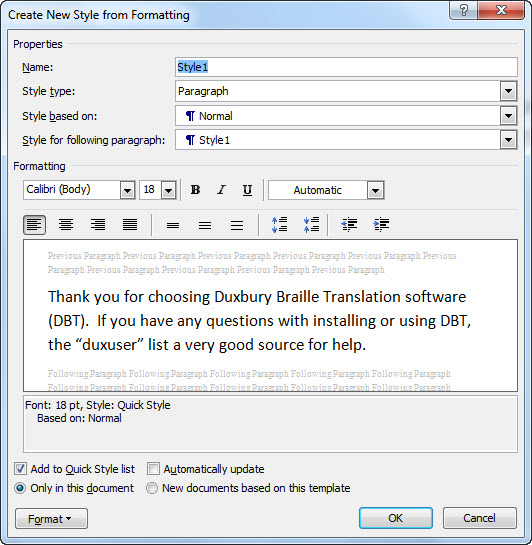 Create New Style from Formatting
Properties
Name: Style1
Style type: Paragraph
Style based on: ¶ Normal
Style for following paragraph: ¶ Style1
Formatting
Calibri (Body) 18 B I U Automatic
Previous Paragraph Previous Paragraph Previous Paragraph Previous Paragraph Previous Paragraph Previous
Paragraph Previous Paragraph Previous Paragraph Previous Paragraph Previous Paragraph
Thank you for choosing Duxbury Braille Translation software
(DBT).  If you have any questions with installing or using DBT,
the “duxuser” list a very good source for help.
Following Paragraph Following Paragraph Following Paragraph Following Paragraph Following Paragraph
Following Paragraph Following Paragraph Following Paragraph Following Paragraph Following Paragraph
Font: 18 pt, Style: Quick Style
Based on: Normal
Add to Quick Style list Automatically update
Only in this document New documents based on this template
Format OK Cancel